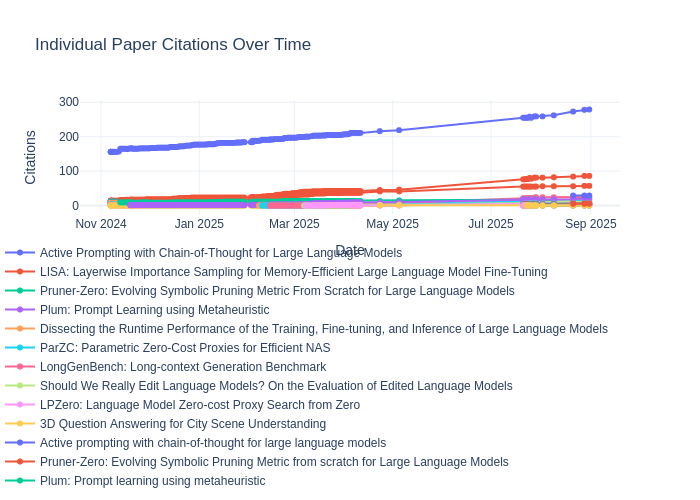 Individual Paper Citations Over Time
300
200
100
0
Citations
Nov 2024
Jan 2025
Mar 2025
May 2025
Jul 2025
Sep 2025
Date
Active Prompting with Chain-of-Thought for Large Language Models
LISA: Layerwise Importance Sampling for Memory-Efficient Large Language Model Fine-Tuning
Pruner-Zero: Evolving Symbolic Pruning Metric From Scratch for Large Language Models
Plum: Prompt Learning using Metaheuristic
Dissecting the Runtime Performance of the Training, Fine-tuning, and Inference of Large Language Models
ParZC: Parametric Zero-Cost Proxies for Efficient NAS
LongGenBench: Long-context Generation Benchmark
Should We Really Edit Language Models? On the Evaluation of Edited Language Models
LPZero: Language Model Zero-cost Proxy Search from Zero
3D Question Answering for City Scene Understanding
Active prompting with chain-of-thought for large language models
Pruner-Zero: Evolving Symbolic Pruning Metric from scratch for Large Language Models
Plum: Prompt learning using metaheuristic